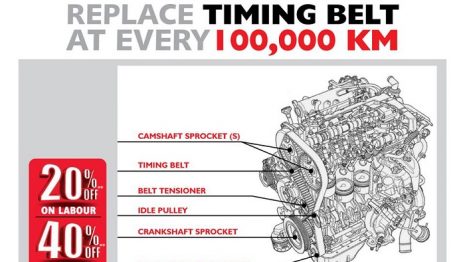 REPLACE TIMING BELT
AT EVERY 100,000 KM
CAMSHAFT SPROCKET (S)
TIMING BELT
BELT TENSIONER
IDLE PULLEY
CRANKSHAFT SPROCKET
20%
OFF
ON LABOUR
40%
OFF